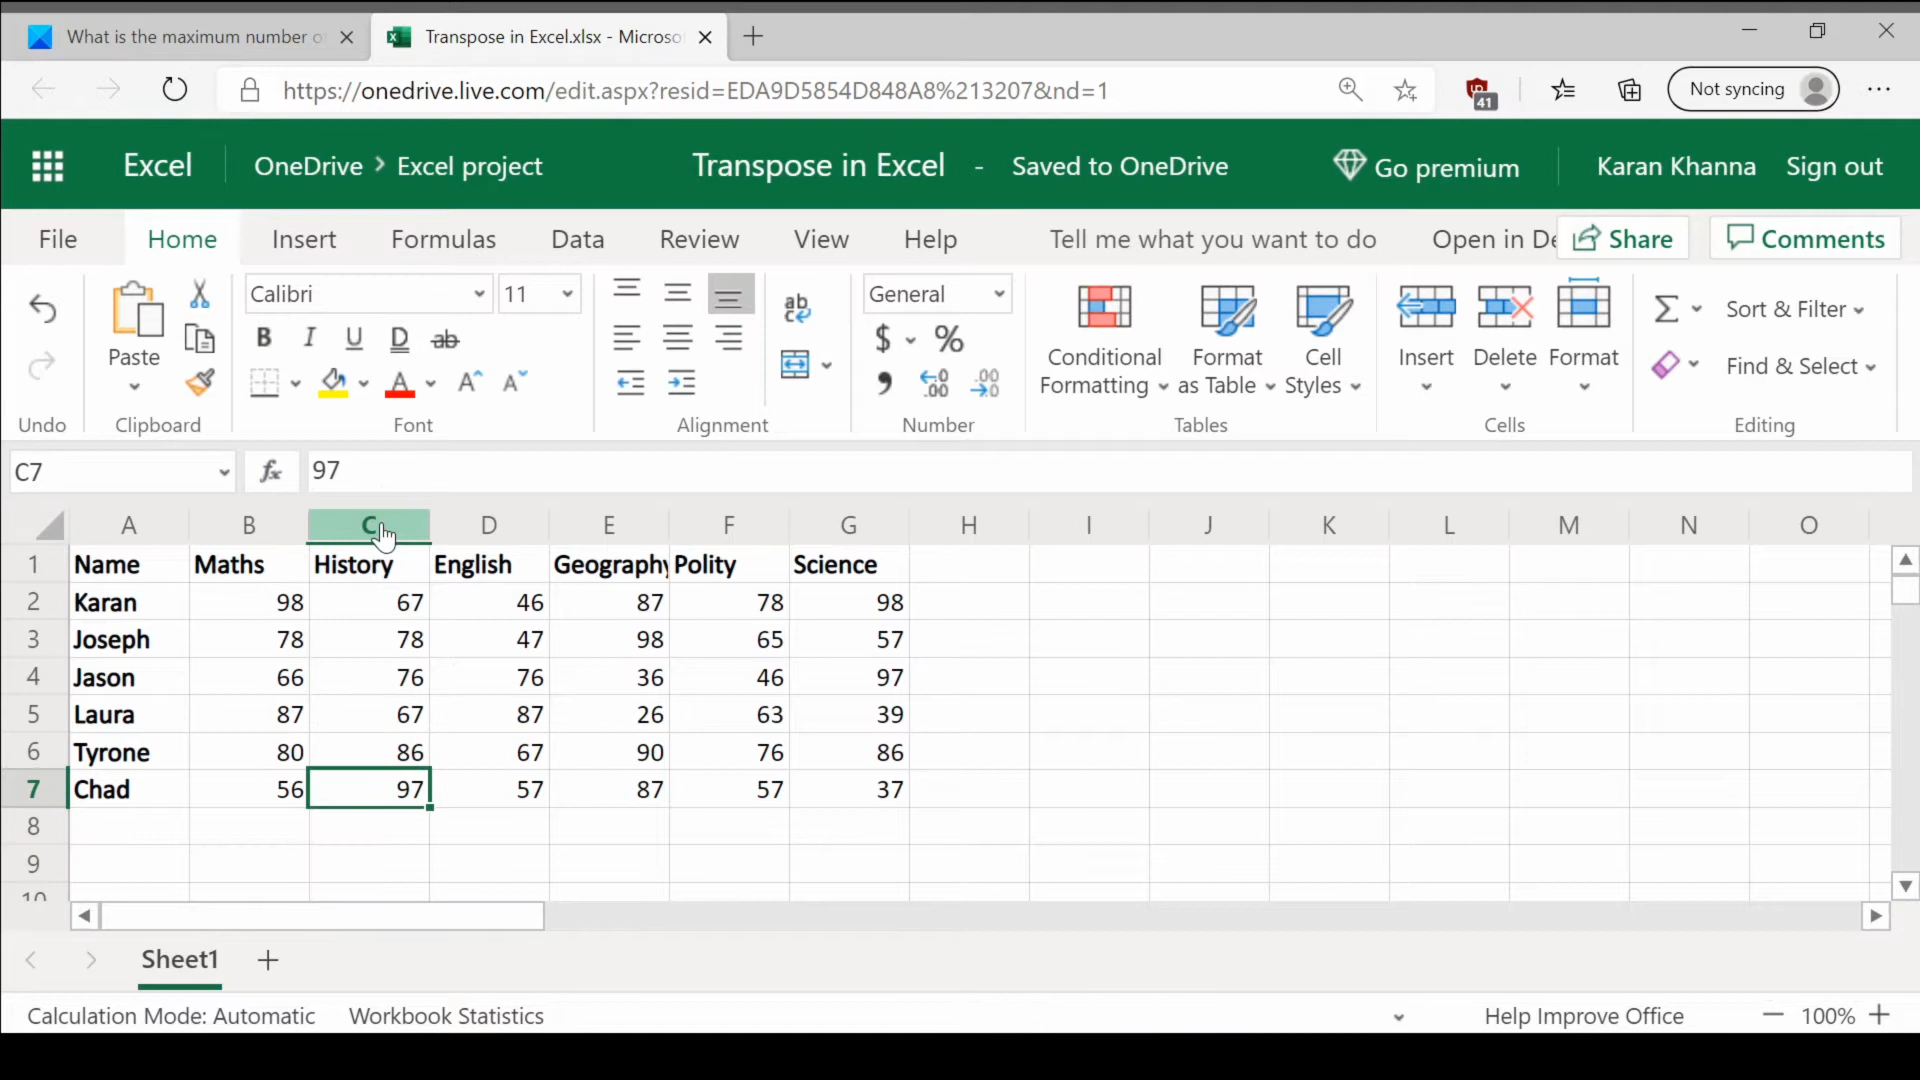 What is the maximum number o
Transpose in Excel.xlsx - Microso
https://onedrive.live.com/edit.aspx?resid=EDA9D5854D848A8%213207&nd=1
41
Not syncing
Excel
OneDrive > Excel project
Transpose in Excel - Saved to OneDrive
Go premium
Karan Khanna
Sign out
File Home Insert Formulas Data Review View Help Tell me what you want to do Open in De Share Comments
Calibri 11
General
Paste
B I U D ab
ab
c
$ %
.00
Conditional Formatting
Format as Table
Cell Styles
Insert
Delete
Format
Sort & Filter
Find & Select
Undo Clipboard Font Alignment Number Tables Cells Editing
C7 fx 97
A B C D E F G H I J K L M N O
1 Name Maths History English Geography Polity Science
2 Karan 98 67 46 87 78 98
3 Joseph 78 78 47 98 65 57
4 Jason 66 76 76 36 46 97
5 Laura 87 67 87 26 63 39
6 Tyrone 80 86 67 90 76 86
7 Chad 56 97 57 87 57 37
8
9
10
Sheet1
Calculation Mode: Automatic Workbook Statistics Help Improve Office 100%